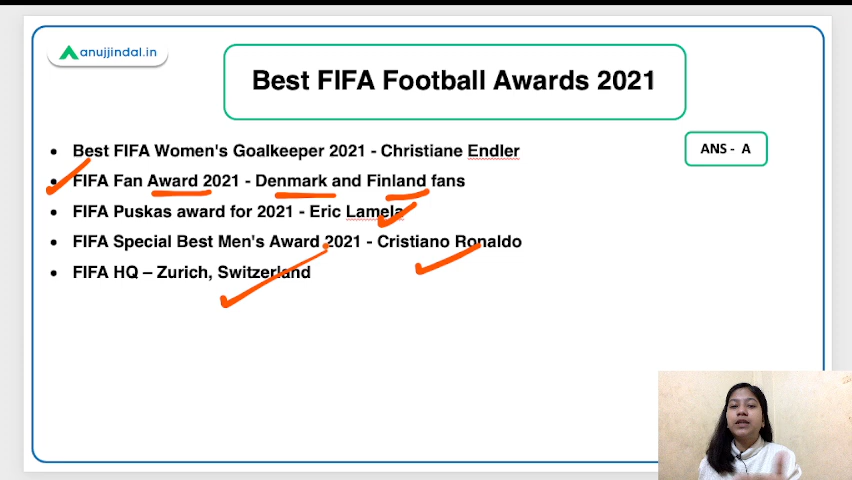 anujjindal.in
Best FIFA Football Awards 2021
• Best FIFA Women's Goalkeeper 2021 - Christiane Endler
ANS - A
• FIFA Fan Award 2021 - Denmark and Finland fans
• FIFA Puskas award for 2021 - Eric Lamela
• FIFA Special Best Men's Award 2021 - Cristiano Ronaldo
• FIFA HQ – Zurich, Switzerland